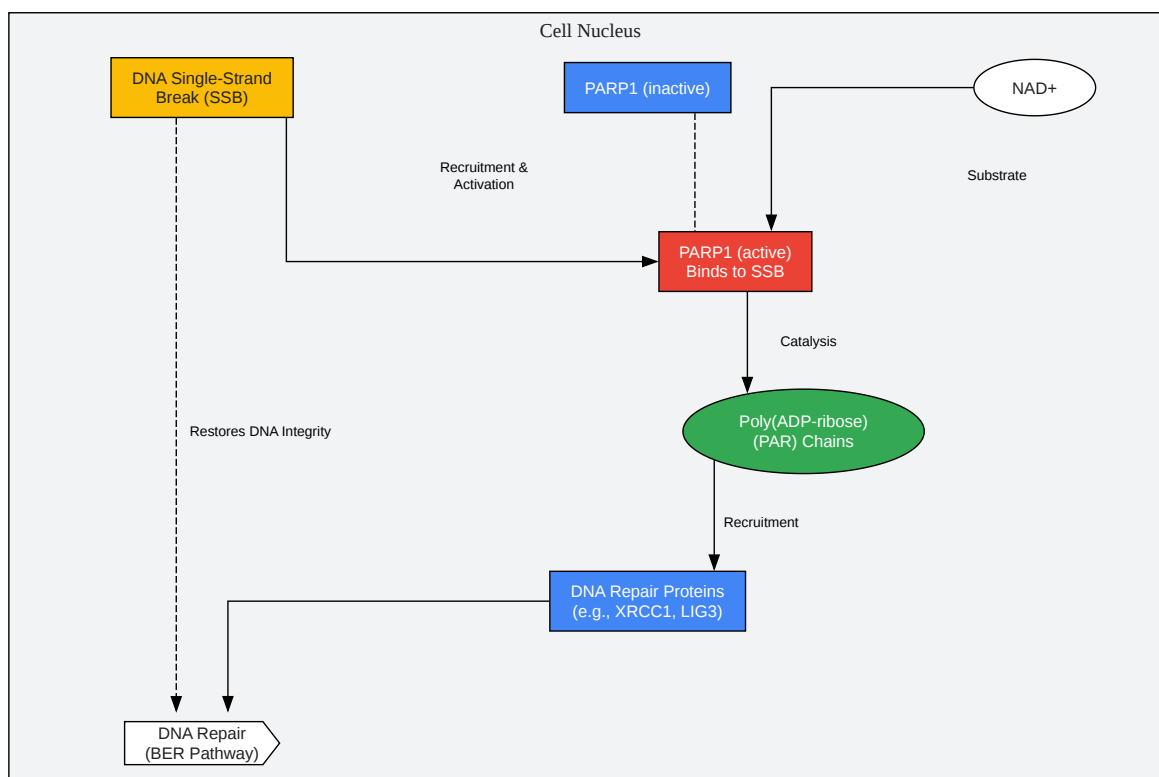 Cell Nucleus
DNA Single-Strand
Break (SSB)
PARP1 (inactive)
NAD+
Recruitment &
Activation
Substrate
PARP1 (active)
Binds to SSB
Catalysis
Poly(ADP-ribose)
(PAR) Chains
Restores DNA Integrity
Recruitment
DNA Repair Proteins
(e.g., XRCC1, LIG3)
DNA Repair
(BER Pathway)